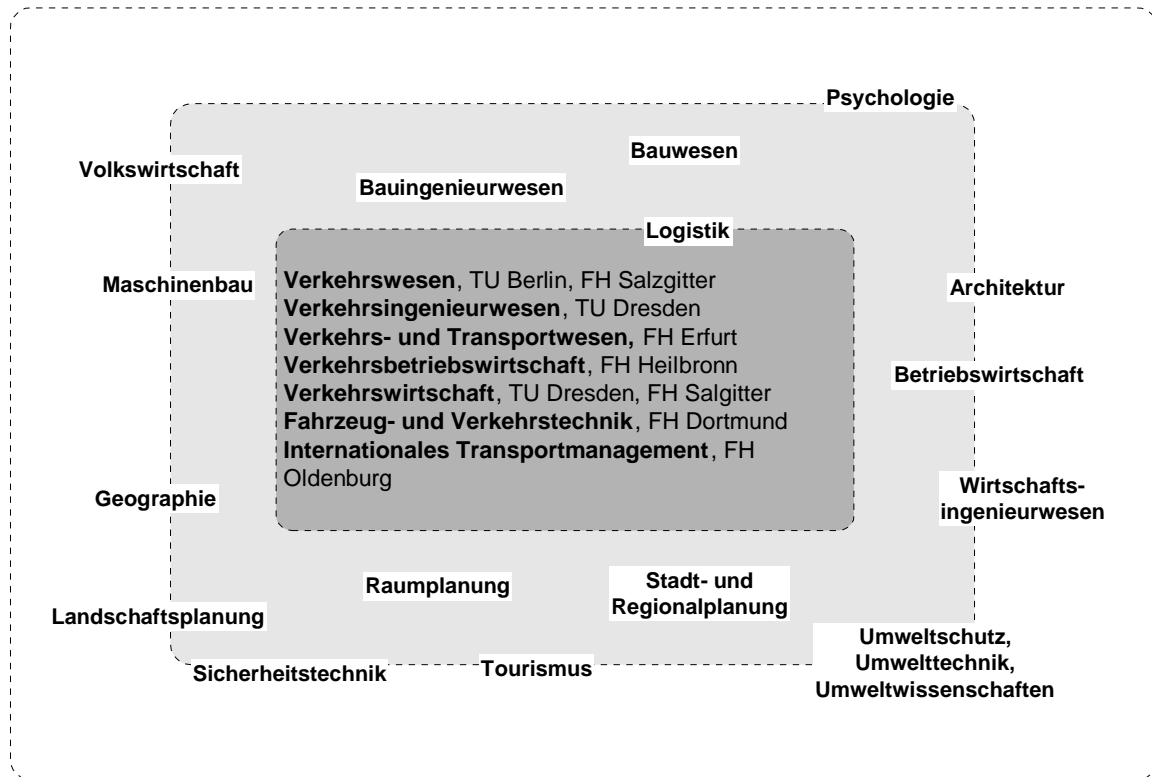 Psychologie
Bauwesen
Volkswirtschaft
Bauingenieurwesen
Logistik
Maschinenbau
Verkehrswesen, TU Berlin, FH Salzgitter
Verkehrsingenieurwesen, TU Dresden
Verkehrs- und Transportwesen, FH Erfurt
Verkehrsbetriebswirtschaft, FH Heilbronn
Verkehrswirtschaft, TU Dresden, FH Salgitter
Fahrzeug- und Verkehrstechnik, FH Dortmund
Internationales Transportmanagement, FH
Oldenburg
Architektur
Betriebswirtschaft
Geographie
Wirtschafts-
ingenieurwesen
Raumplanung
Stadt- und
Regionalplanung
Landschaftsplanung
Sicherheitstechnik
Tourismus
Umweltschutz,
Umwelttechnik,
Umweltwissenschaften